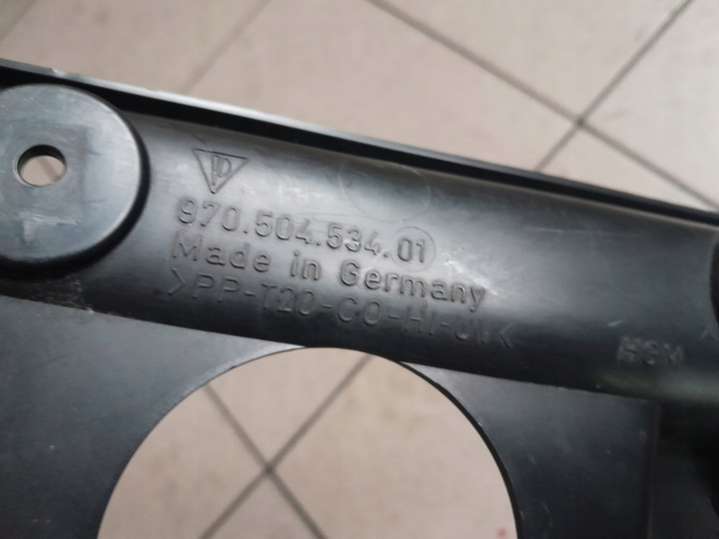 970.504.534.01
Made in Germany
>PP-T20-CO-HI-UV<